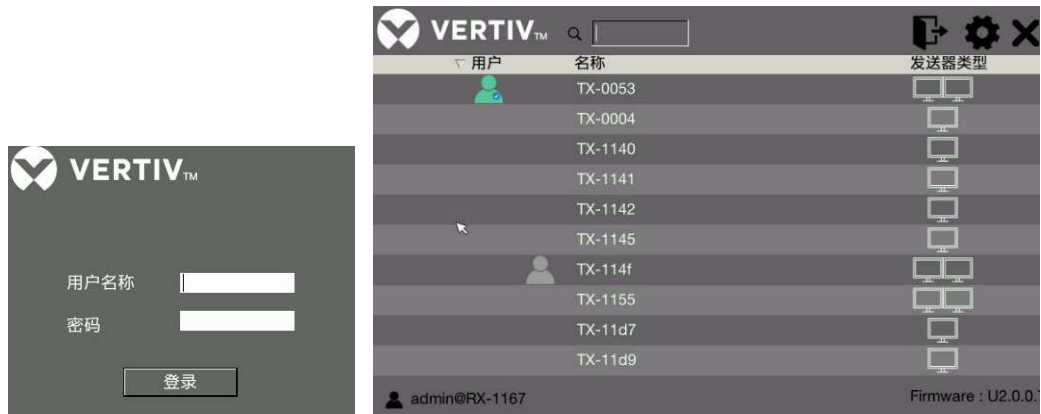 VERTIV™
用户名称
密码
登录
VERTIV™
用户 名称 发送器类型
TX-0053
TX-0004
TX-1140
TX-1141
TX-1142
TX-1145
TX-114f
TX-1155
TX-11d7
TX-11d9
admin@RX-1167 Firmware : U2.0.0.